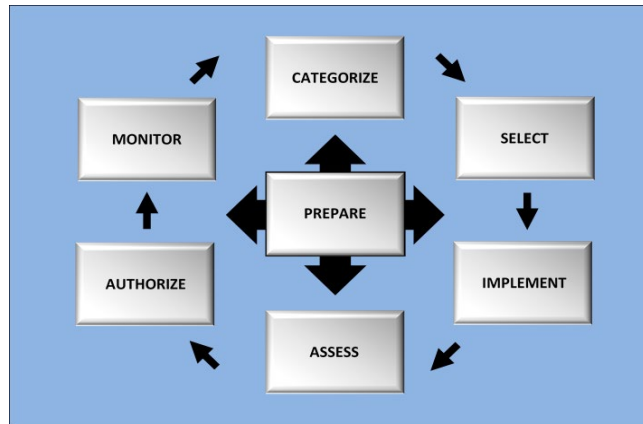 CATEGORIZE
MONITOR
SELECT
PREPARE
AUTHORIZE
IMPLEMENT
ASSESS